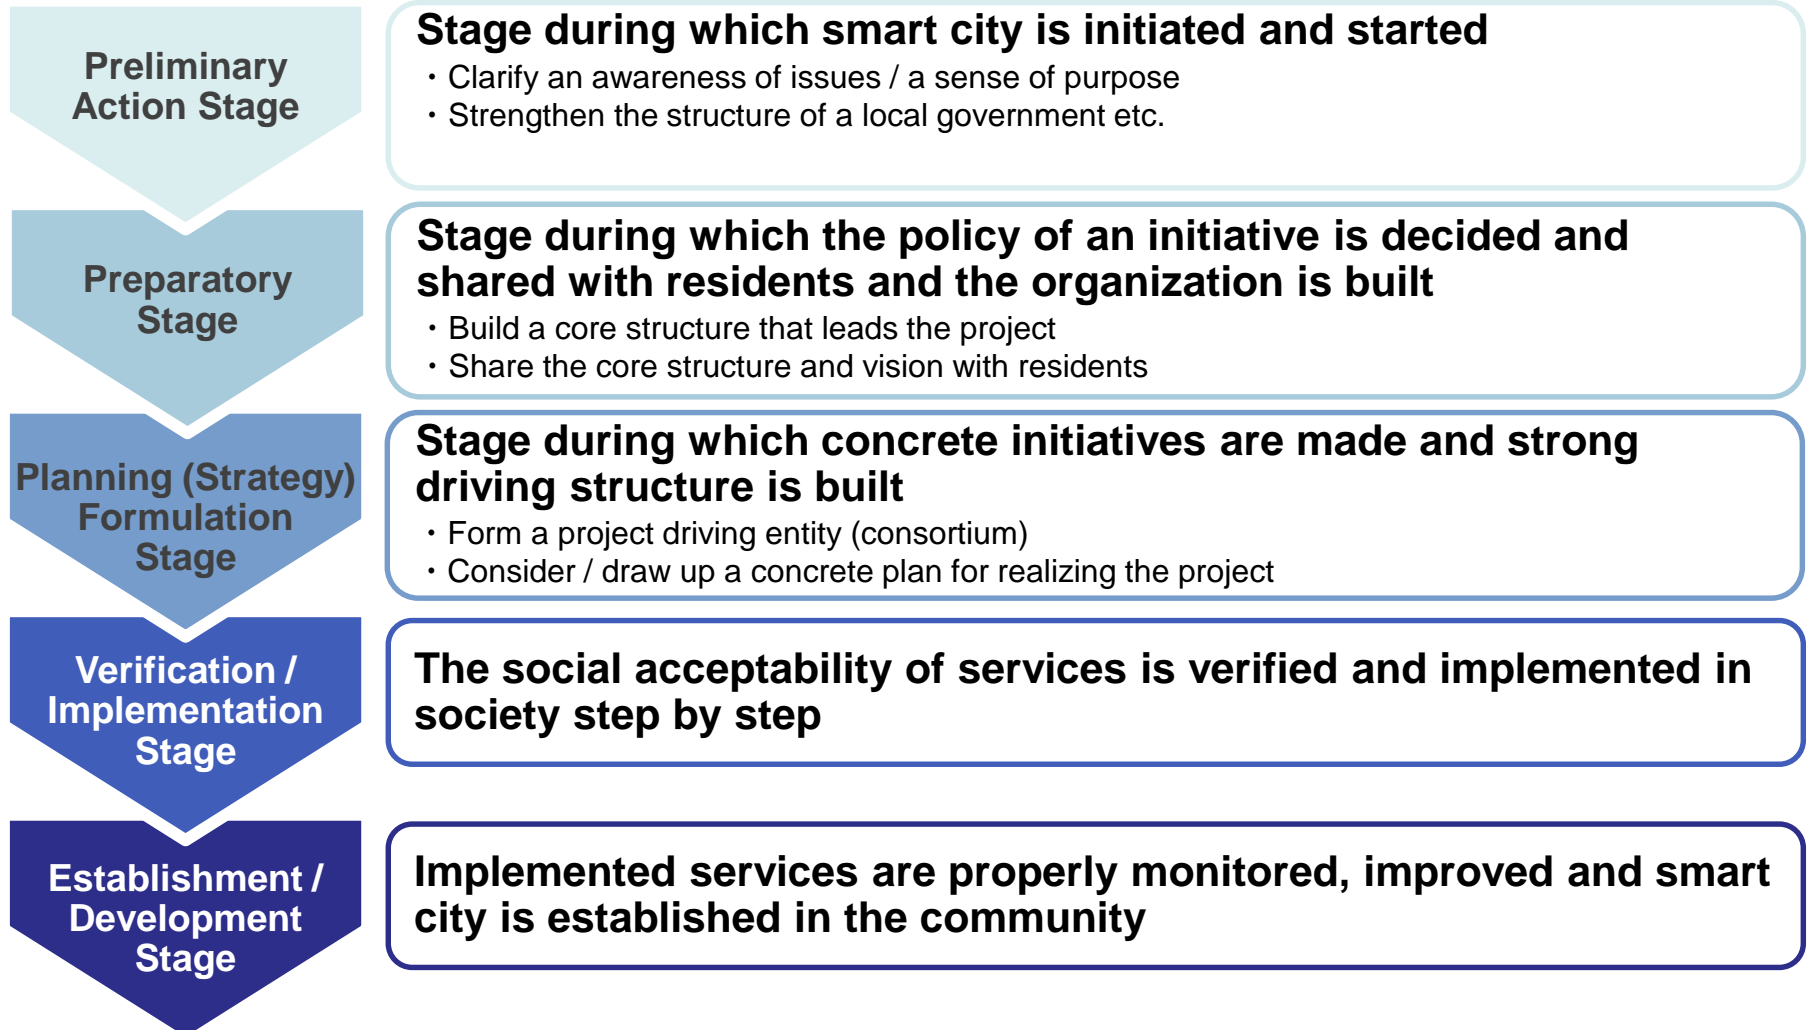 Preliminary
Action Stage
Stage during which smart city is initiated and started
・Clarify an awareness of issues / a sense of purpose
・Strengthen the structure of a local government etc.
Preparatory
Stage
Stage during which the policy of an initiative is decided and
shared with residents and the organization is built
・Build a core structure that leads the project
・Share the core structure and vision with residents
Planning (Strategy)
Formulation
Stage
Stage during which concrete initiatives are made and strong
driving structure is built
・Form a project driving entity (consortium)
・Consider / draw up a concrete plan for realizing the project
Verification /
Implementation
Stage
The social acceptability of services is verified and implemented in
society step by step
Establishment /
Development
Stage
Implemented services are properly monitored, improved and smart
city is established in the community